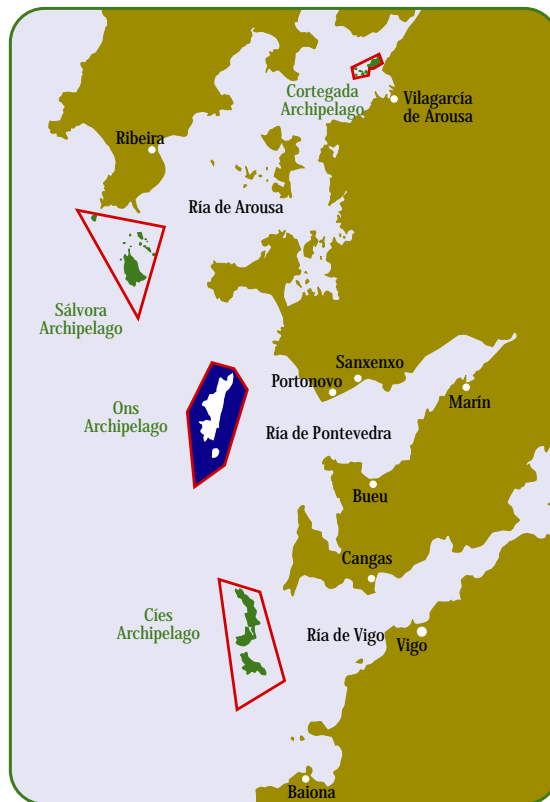 Cortegada
Archipelago
Vilagarcía
de Arousa
Ribeira
Ría de Arousa
Sálvora
Archipelago
Sanxenxo
Portonovo
Marín
Ons
Archipelago
Ría de Pontevedra
Bueu
Cangas
Cíes
Archipelago
Ría de Vigo
Vigo
Baiona